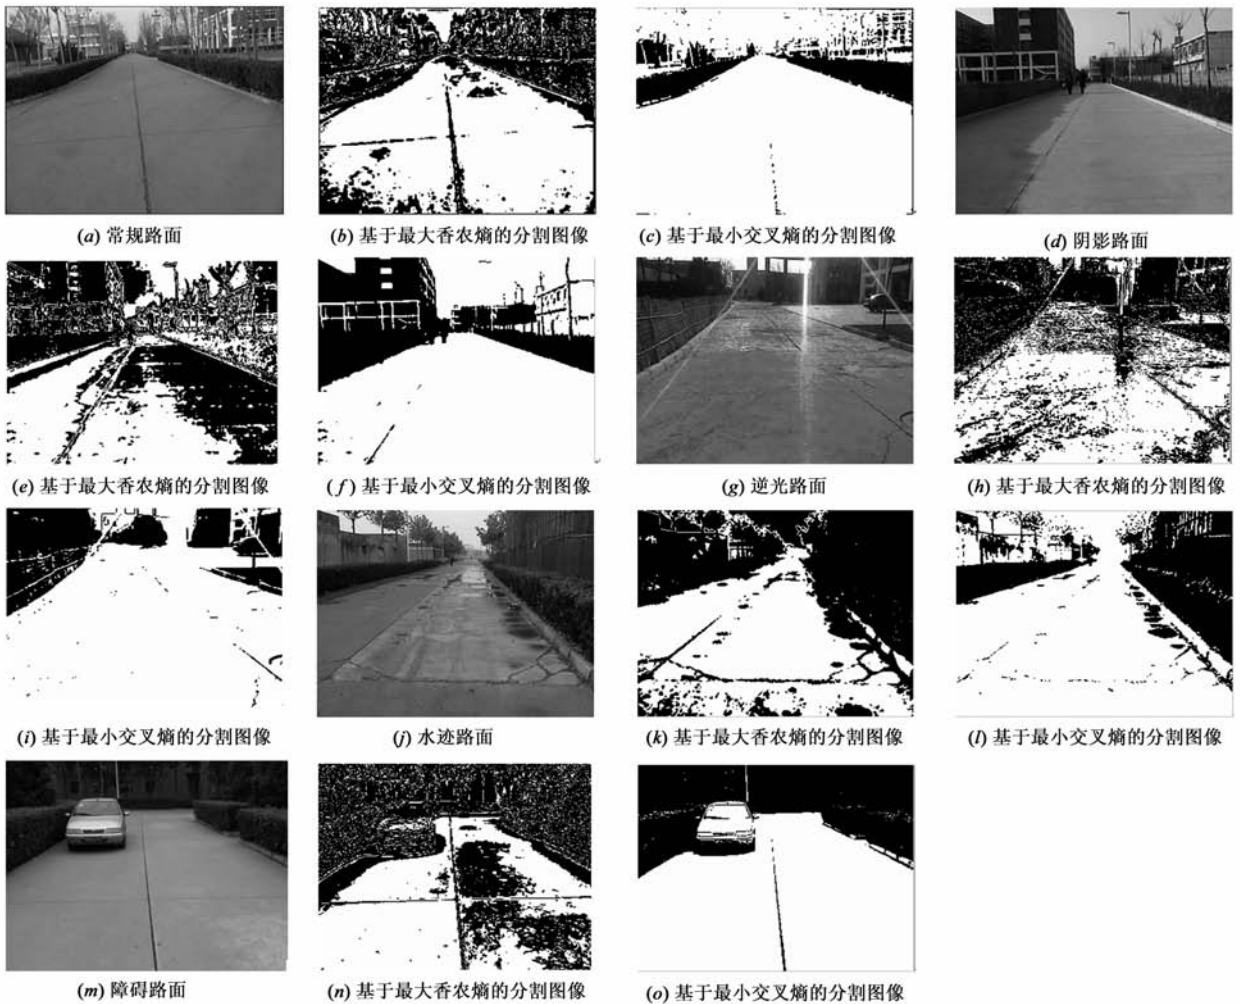 (a) 常规路面
(b) 基于最大香农熵的分割图像
(c) 基于最小交叉熵的分割图像
(d) 阴影路面
(e) 基于最大香农熵的分割图像
(f) 基于最小交叉熵的分割图像
(g) 逆光路面
(h) 基于最大香农熵的分割图像
(i) 基于最小交叉熵的分割图像
(j) 水迹路面
(k) 基于最大香农熵的分割图像
(l) 基于最小交叉熵的分割图像
(m) 障碍路面
(n) 基于最大香农熵的分割图像
(o) 基于最小交叉熵的分割图像